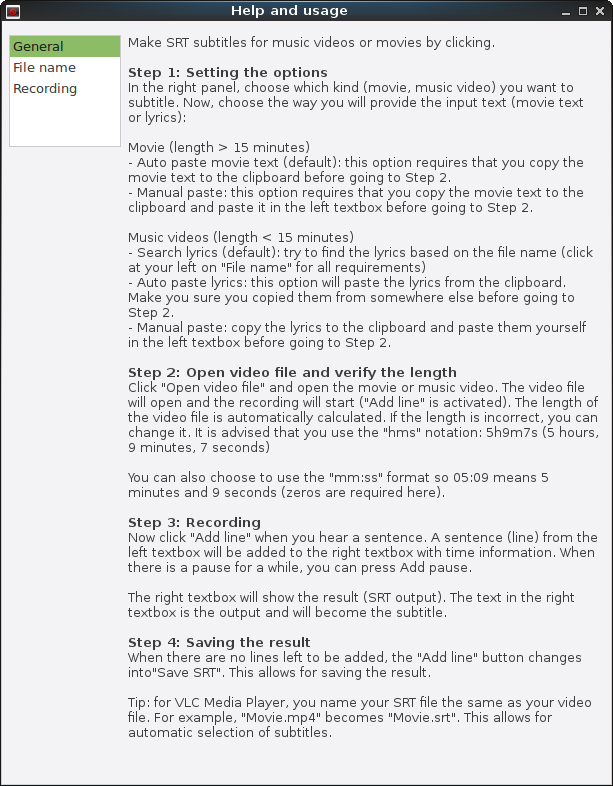 Help and usage
General
File name
Recording
Make SRT subtitles for music videos or movies by clicking.
Step 1: Setting the options
In the right panel, choose which kind (movie, music video) you want to
subtitle. Now, choose the way you will provide the input text (movie text
or lyrics):
Movie (length > 15 minutes)
- Auto paste movie text (default): this option requires that you copy the
movie text to the clipboard before going to Step 2.
- Manual paste: this option requires that you copy the movie text to the
clipboard and paste it in the left textbox before going to Step 2.
Music videos (length < 15 minutes)
- Search lyrics (default): try to find the lyrics based on the file name (click
at your left on "File name" for all requirements)
- Auto paste lyrics: this option will paste the lyrics from the clipboard.
Make you sure you copied them from somewhere else before going to
Step 2.
- Manual paste: copy the lyrics to the clipboard and paste them yourself
in the left textbox before going to Step 2.
Step 2: Open video file and verify the length
Click "Open video file" and open the movie or music video. The video file
will open and the recording will start ("Add line" is activated). The length of
the video file is automatically calculated. If the length is incorrect, you can
change it. It is advised that you use the "hms" notation: 5h9m7s (5 hours,
9 minutes, 7 seconds)
You can also choose to use the "mm:ss" format so 05:09 means 5
minutes and 9 seconds (zeros are required here).
Step 3: Recording
Now click "Add line" when you hear a sentence. A sentence (line) from the
left textbox will be added to the right textbox with time information. When
there is a pause for a while, you can press Add pause.
The right textbox will show the result (SRT output). The text in the right
textbox is the output and will become the subtitle.
Step 4: Saving the result
When there are no lines left to be added, the "Add line" button changes
into"Save SRT". This allows for saving the result.
Tip: for VLC Media Player, you name your SRT file the same as your video
file. For example, "Movie.mp4" becomes "Movie.srt". This allows for
automatic selection of subtitles.